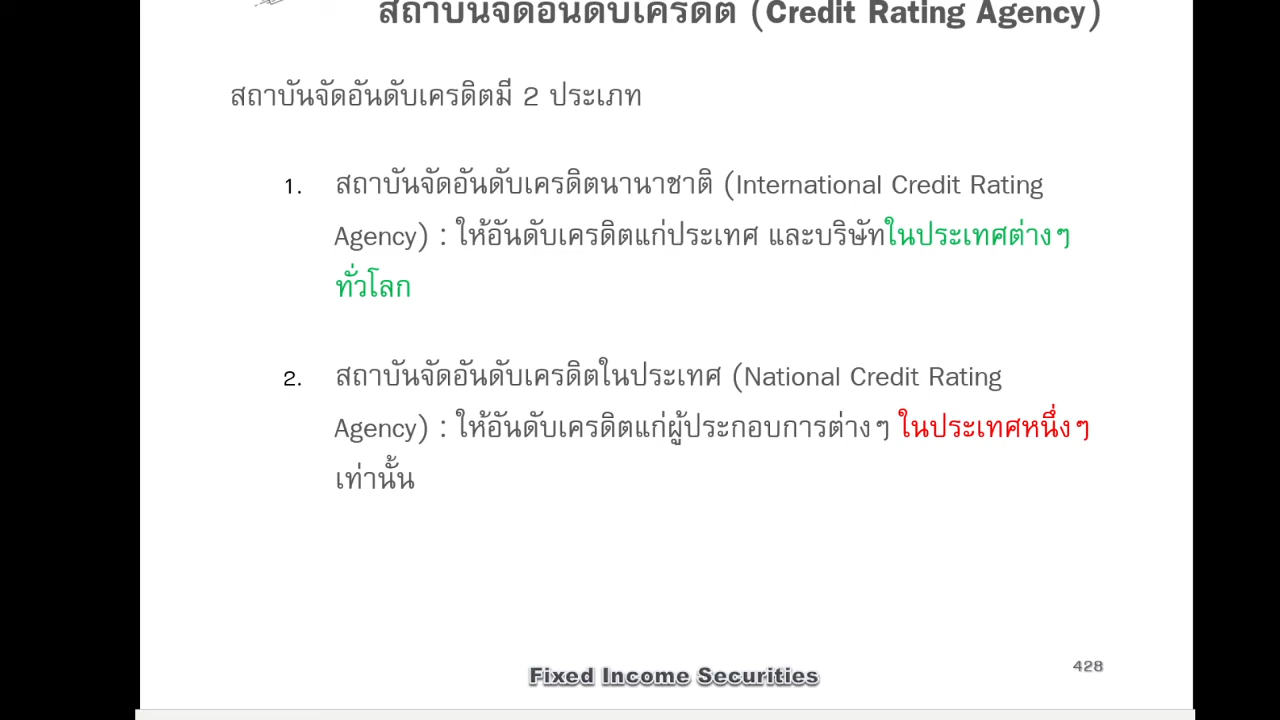 สถาบันจัดอันดับเครดิต (Credit Rating Agency)
สถาบันจัดอันดับเครดิตมี 2 ประเภท
1. สถาบันจัดอันดับเครดิตนานาชาติ (International Credit Rating
Agency) : ให้อันดับเครดิตแก่ประเทศ และบริษัทในประเทศต่างๆ
ทั่วโลก
2. สถาบันจัดอันดับเครดิตในประเทศ (National Credit Rating
Agency) : ให้อันดับเครดิตแก่ผู้ประกอบการต่างๆ ในประเทศหนึ่งๆ
เท่านั้น
Fixed Income Securities
428